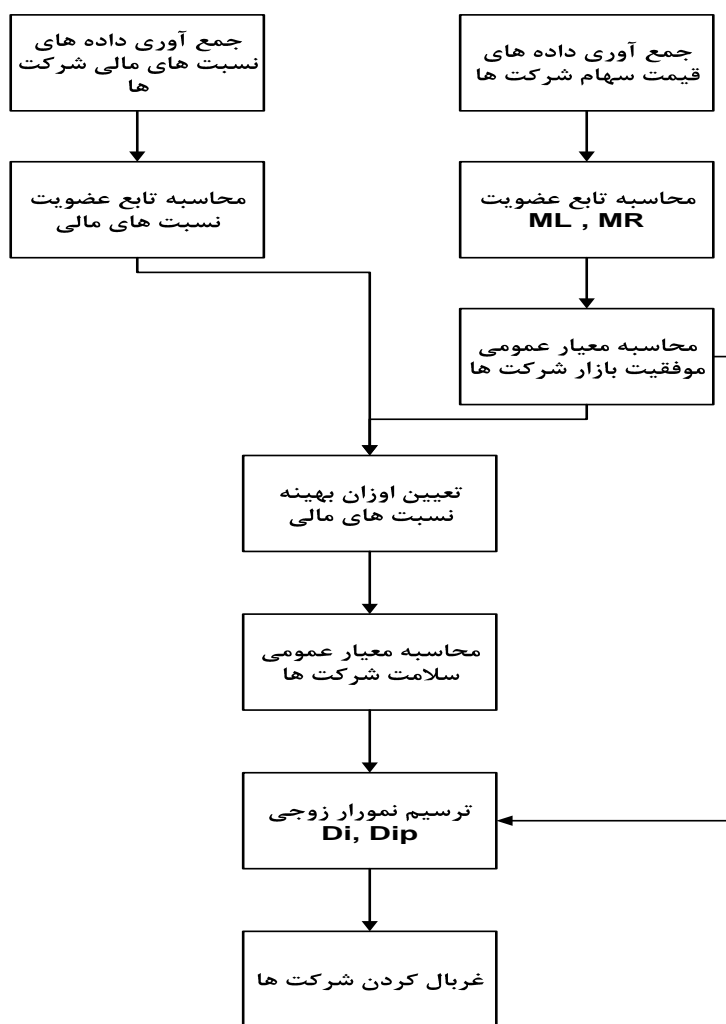 جمع آوری داده های
نسبت های مالی شرکت
ها
جمع آوری داده های
قیمت سهام شرکت ها
محاسبه تابع عضویت
نسبت های مالی
محاسبه تابع عضویت
ML , MR
محاسبه معیار عمومی
موفقیت بازار شرکت ها
تعیین اوزان بهینه
نسبت های مالی
محاسبه معیار عمومی
سلامت شرکت ها
ترسیم نمورار زوجی
Di, Dip
غربال کردن شرکت ها